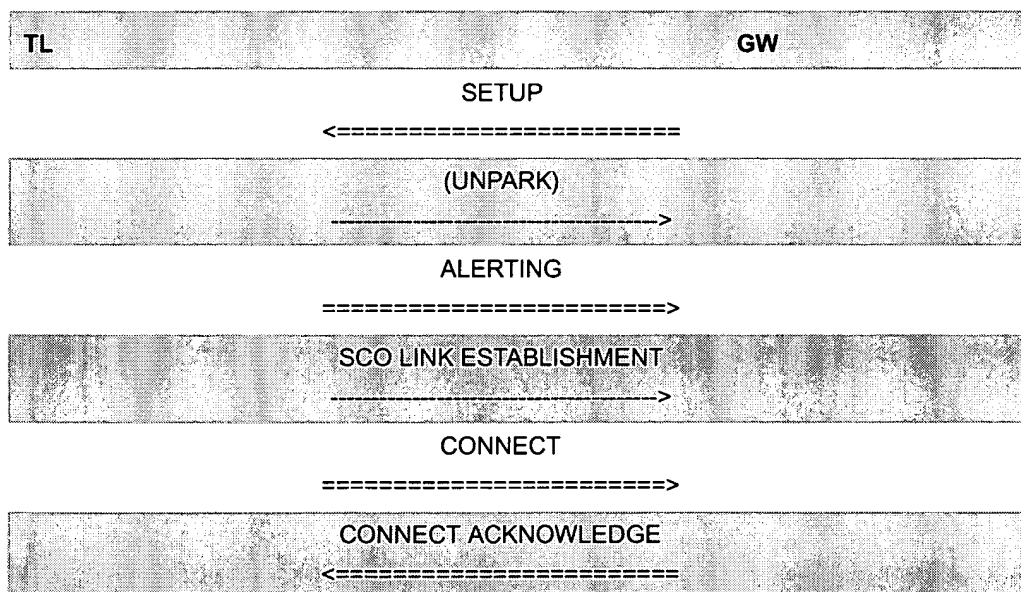 TL GW
SETUP
<=========================
(UNPARK)
----------------------------------->
ALERTING
========================>
SCO LINK ESTABLISHMENT
----------------------------------->
CONNECT
========================>
CONNECT ACKNOWLEDGE
<=========================